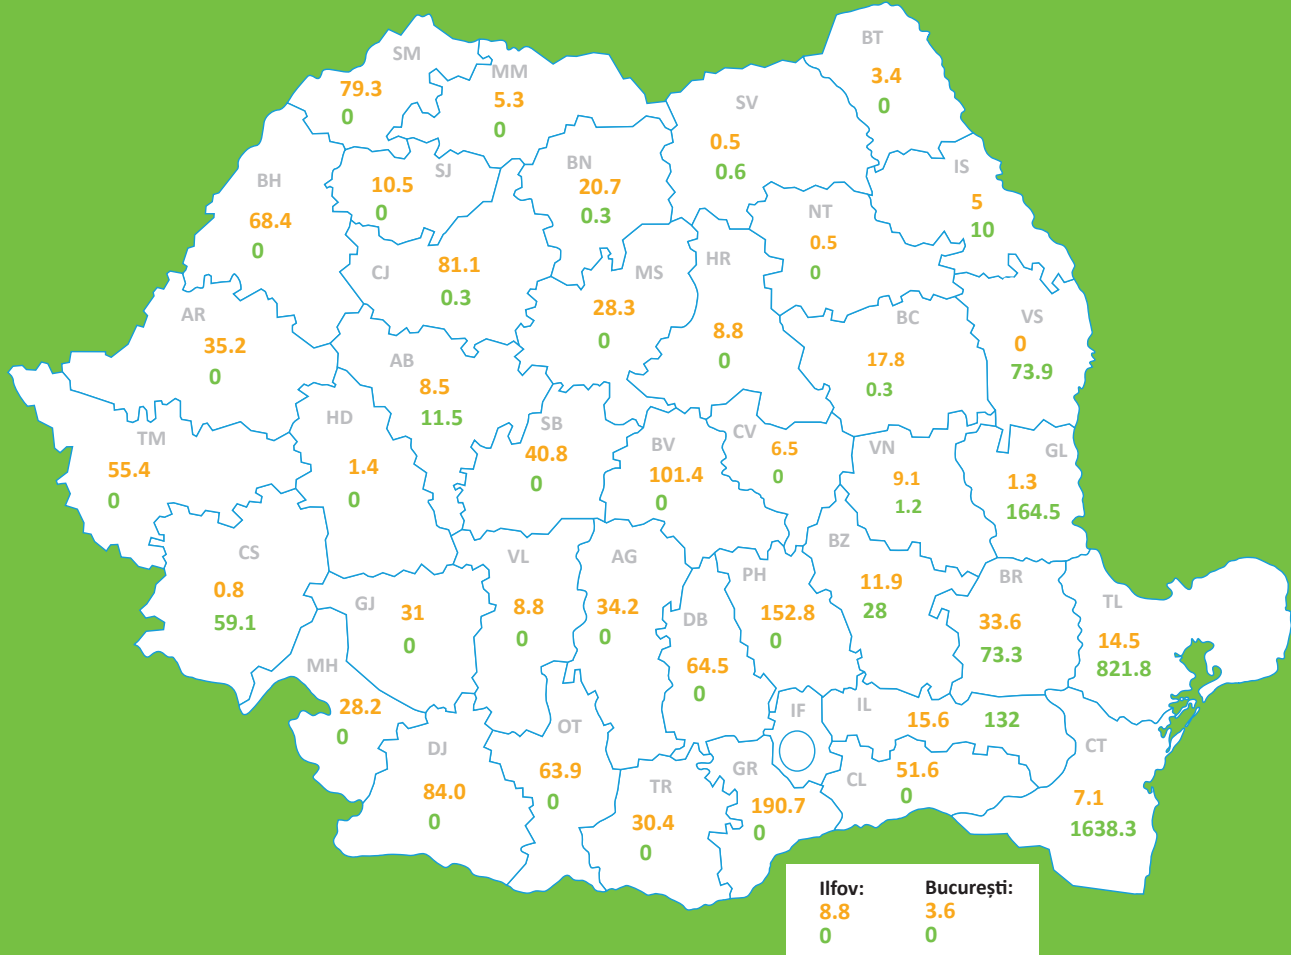 BT
3.4
0
SM
79.3
0
MM
5.3
0
SV
0.5
0.6
IS
5
10
BN
20.7
0.3
SJ
10.5
0
BH
68.4
0
NT
0.5
0
CJ
81.1
0.3
MS
28.3
0
HR
8.8
0
AR
35.2
0
BC
17.8
0.3
VS
0
73.9
AB
8.5
11.5
HD
1.4
0
TM
55.4
0
SB
40.8
0
BV
101.4
0
CV
6.5
0
VN
9.1
1.2
GL
1.3
164.5
CS
0.8
59.1
VL
8.8
0
AG
34.2
0
PH
152.8
0
BZ
11.9
28
BR
33.6
73.3
TL
14.5
821.8
GJ
31
0
DB
64.5
0
MH
28.2
0
DJ
84.0
0
OT
63.9
0
IF
IL
15.6 132
CT
7.1
1638.3
TR
30.4
0
GR
190.7
0
CL
51.6
0
Ilfov: București:
8.8 3.6
0 0